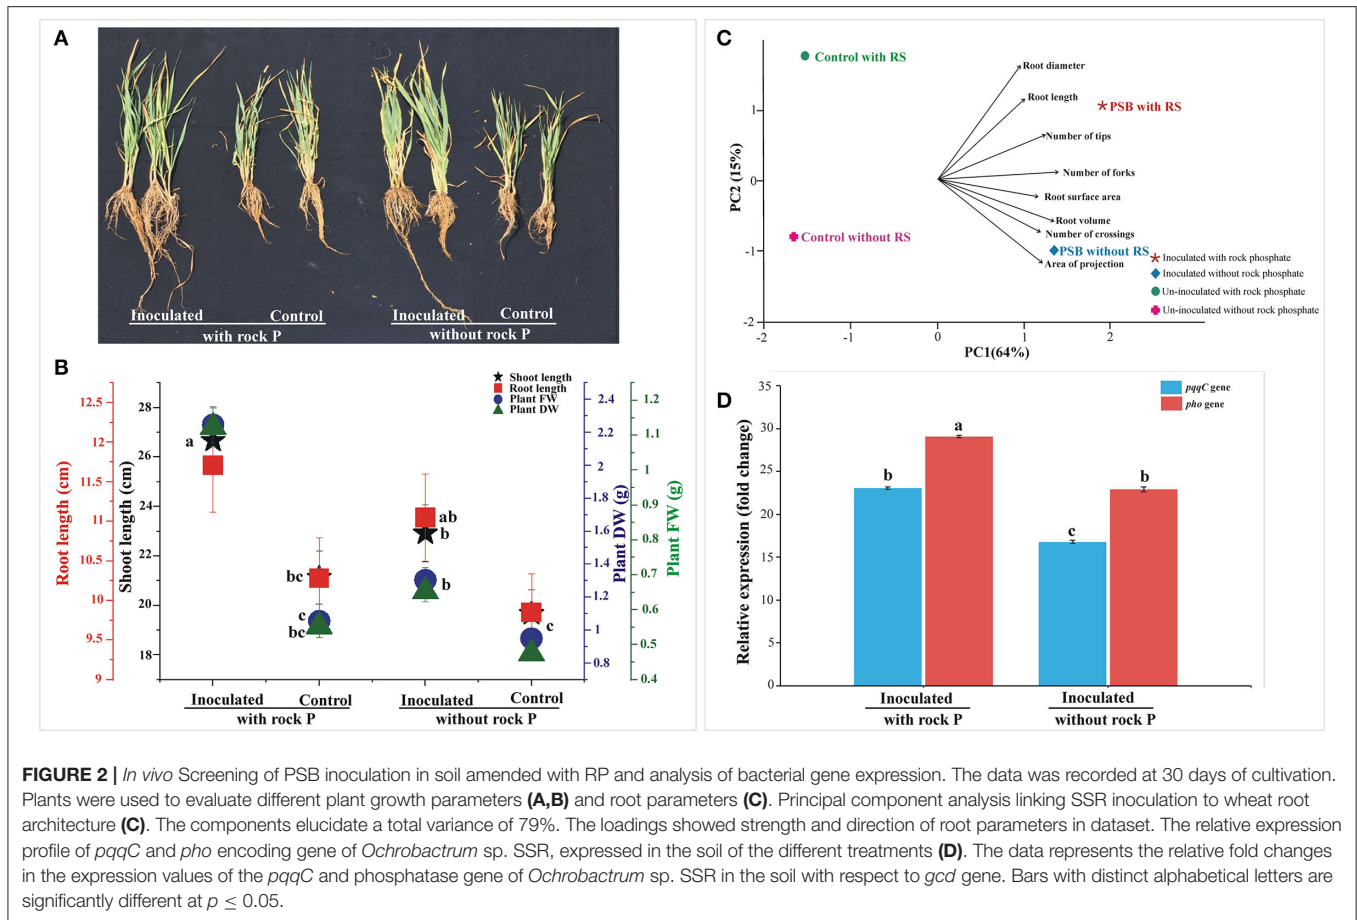 A
Inoculated Control Inoculated Control
with rock P without rock P
B
Root length (cm)
12.5
12
11.5
11
10.5
10
9.5
9
Shoot length (cm)
28
26
24
22
20
18
Shoot length
Root length
Plant FW
Plant DW
a
bc
c
bc
ab
b
b
c
Plant DW (g)
2.4
2.2
2
1.8
1.6
1.4
1.2
1
0.8
Plant FW (g)
1.2
1.1
1
0.9
0.8
0.7
0.6
0.5
0.4
Inoculated Control Inoculated Control
with rock P without rock P
C
PC2 (15%)
1
0
-1
-2
-2 -1 0 1 2
PC1(64%)
Control with RS
PSB with RS
Control without RS
PSB without RS
Root diameter
Root length
Number of tips
Number of forks
Root surface area
Root volume
Number of crossings
Area of projection
Inoculated with rock phosphate
Inoculated without rock phosphate
Un-inoculated with rock phosphate
Un-inoculated without rock phosphate
D
Relative expression (fold change)
35
30
25
20
15
10
5
0
pqqC gene
pho gene
b
a
c
b
Inoculated Inoculated
with rock P without rock P
FIGURE 2 | In vivo Screening of PSB inoculation in soil amended with RP and analysis of bacterial gene expression. The data was recorded at 30 days of cultivation.
Plants were used to evaluate different plant growth parameters (A,B) and root parameters (C). Principal component analysis linking SSR inoculation to wheat root
architecture (C). The components elucidate a total variance of 79%. The loadings showed strength and direction of root parameters in dataset. The relative expression
profile of pqqC and pho encoding gene of Ochrobactrum sp. SSR, expressed in the soil of the different treatments (D). The data represents the relative fold changes
in the expression values of the pqqC and phosphatase gene of Ochrobactrum sp. SSR in the soil with respect to gcd gene. Bars with distinct alphabetical letters are
significantly different at p ≤ 0.05.